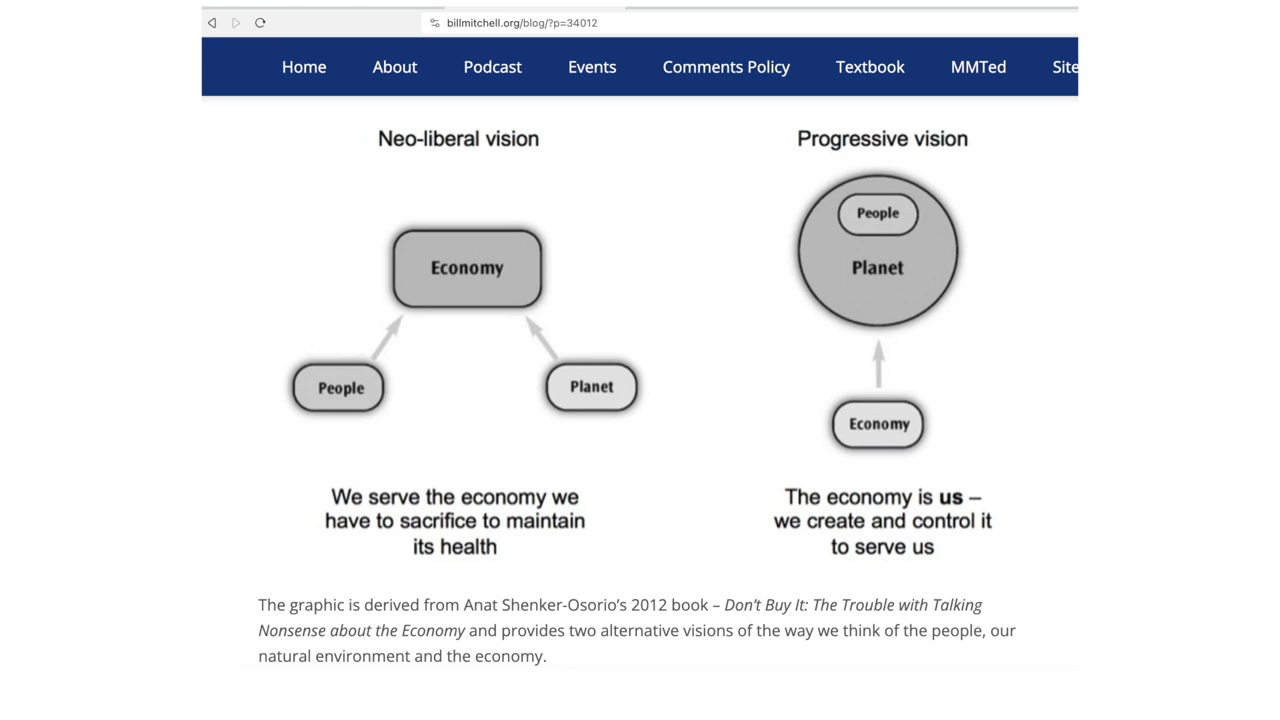 billmitchell.org/blog/?p=34012
Home About Podcast Events Comments Policy Textbook MMTed Site
Neo-liberal vision
Economy
People
Planet
We serve the economy we
have to sacrifice to maintain
its health
Progressive vision
People
Planet
Economy
The economy is us –
we create and control it
to serve us
The graphic is derived from Anat Shenker-Osorio’s 2012 book – Don’t Buy It: The Trouble with Talking
Nonsense about the Economy and provides two alternative visions of the way we think of the people, our
natural environment and the economy.